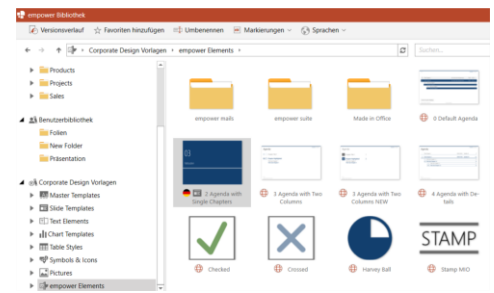 empower Bibliothek
Versionsverlauf
Favoriten hinzufügen
Umbenennen
Markierungen
Sprachen
Corporate Design Vorlagen
empower Elements
Suchen...
Products
Projects
Sales
Benutzerbibliothek
Folien
New Folder
Präsentation
Corporate Design Vorlagen
Master Templates
Slide Templates
Text Elements
Chart Templates
Table Styles
Symbols & Icons
Pictures
empower Elements
empower mails
empower suite
Made in Office
0 Default Agenda
2 Agenda with
Single Chapters
3 Agenda with Two
Columns
3 Agenda with Two
Columns NEW
4 Agenda with De-
tails
Checked
Crossed
Harvey Ball
STAMP
Stamp MIO